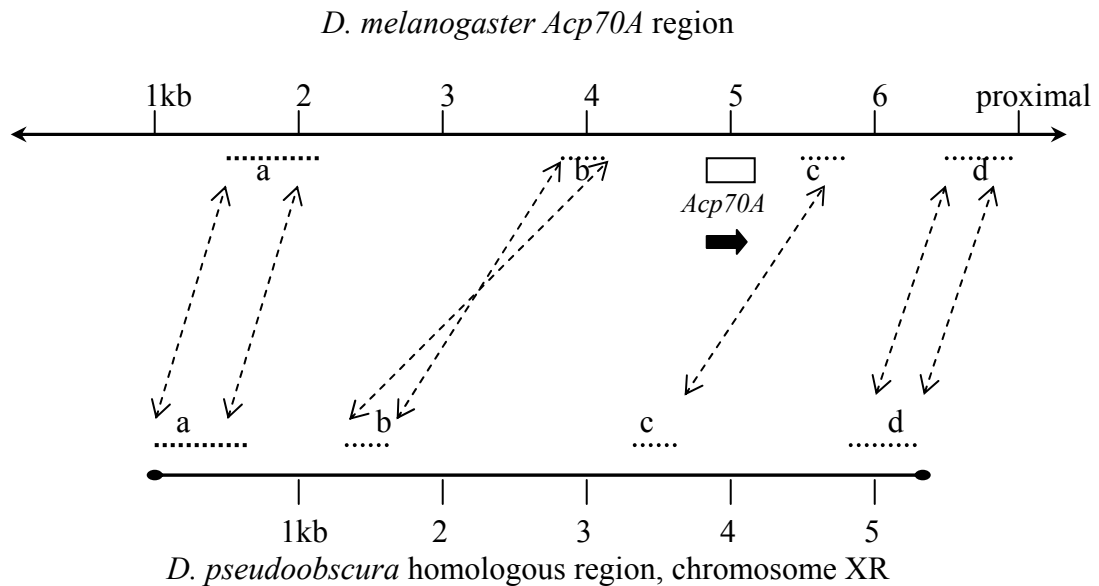 D. melanogaster Acp70A region
1kb 2 3 4 5 6 proximal
a b c d
Acp70A
a b c d
1kb 2 3 4 5
D. pseudoobscura homologous region, chromosome XR